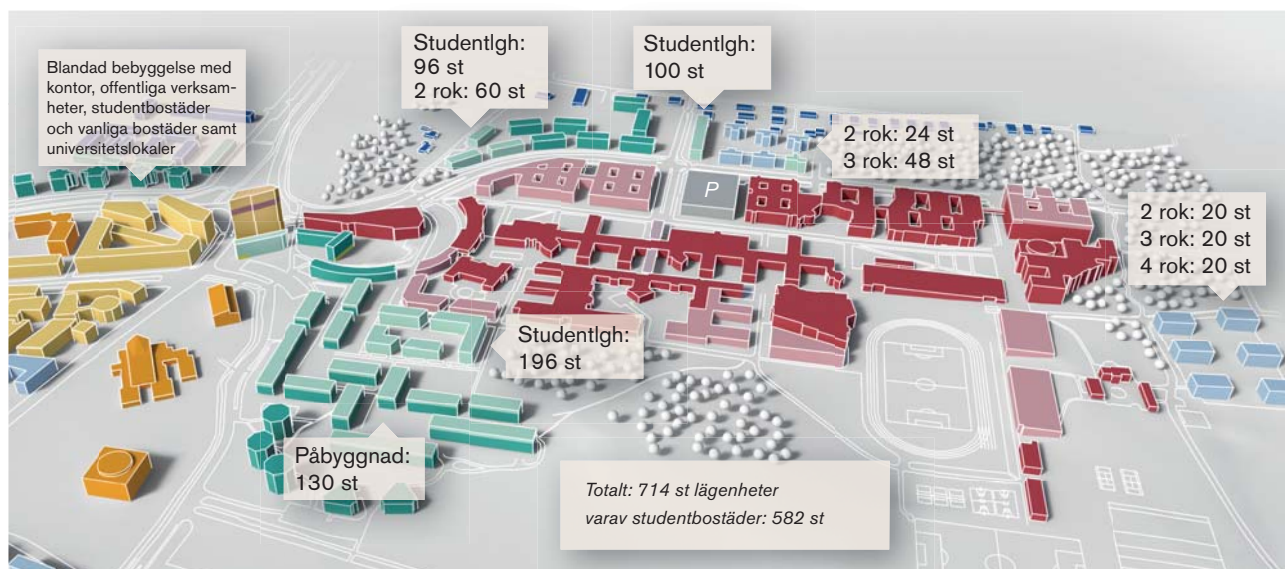 Blandad bebyggelse med
kontor, offentliga verksam-
heter, studentbostäder
och vanliga bostäder samt
universitetslokaler
Studentlgh:
96 st
2 rok: 60 st
Studentlgh:
100 st
2 rok: 24 st
3 rok: 48 st
P
2 rok: 20 st
3 rok: 20 st
4 rok: 20 st
Studentlgh:
196 st
Påbyggnad:
130 st
Totalt: 714 st lägenheter
varav studentbostäder: 582 st